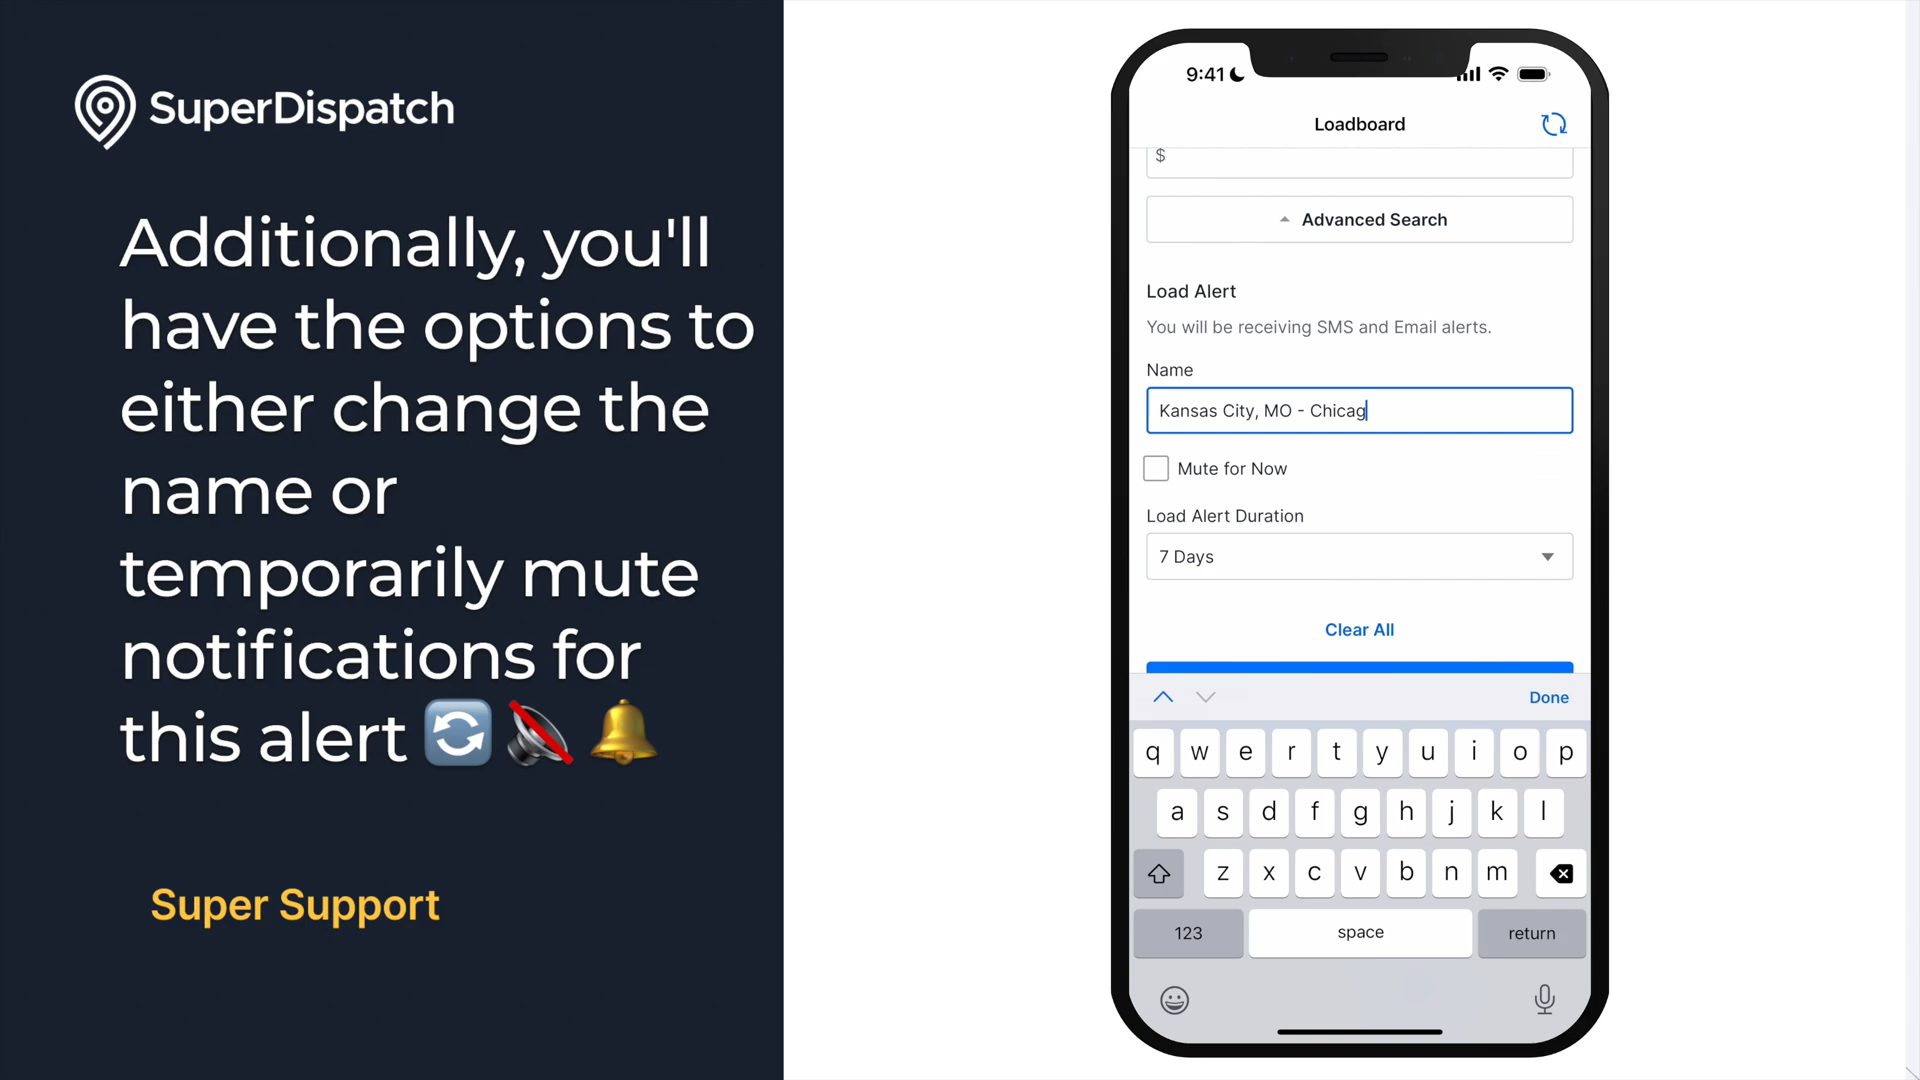 SuperDispatch
Additionally, you'll
have the options to
either change the
name or
temporarily mute
notifications for
this alert 🔄 🔇 🔔
Super Support
9:41
Loadboard
$
Advanced Search
Load Alert
You will be receiving SMS and Email alerts.
Name
Kansas City, MO - Chicag
Mute for Now
Load Alert Duration
7 Days
Clear All
Done
q w e r t y u i o p
a s d f g h j k l
z x c v b n m
123 space return